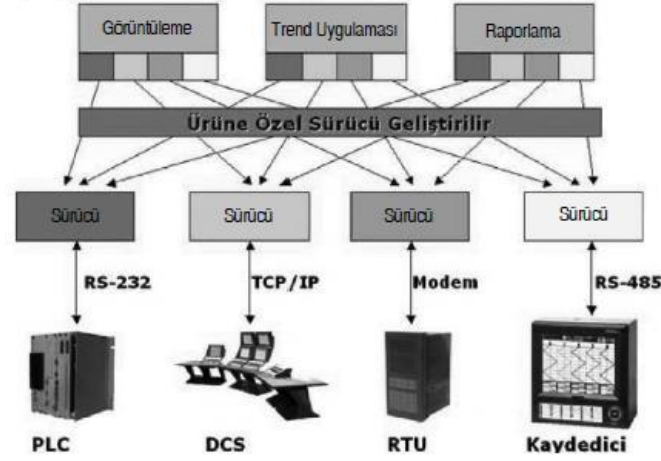 Görüntüleme
Trend Uygulaması
Raporlama
Ürüne Özel Sürücü Geliştirilir
Sürücü
Sürücü
Sürücü
Sürücü
RS-232
TCP/IP
Modem
RS-485
PLC
DCS
RTU
Kaydedici